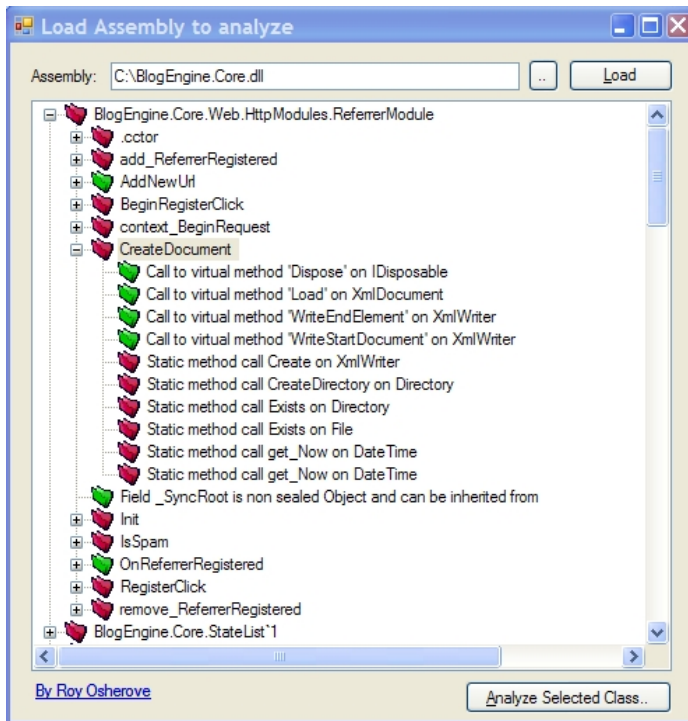 Load Assembly to analyze
Assembly: C:\BlogEngine.Core.dll .. Load
BlogEngine.Core.Web.HttpModules.ReferrerModule
.cctor
add_ReferrerRegistered
AddNewUrl
BeginRegisterClick
context_BeginRequest
CreateDocument
Call to virtual method 'Dispose' on IDisposable
Call to virtual method 'Load' on XmlDocument
Call to virtual method 'WriteEndElement' on XmlWriter
Call to virtual method 'WriteStartDocument' on XmlWriter
Static method call Create on XmlWriter
Static method call CreateDirectory on Directory
Static method call Exists on Directory
Static method call Exists on File
Static method call get_Now on DateTime
Static method call get_Now on DateTime
Field _SyncRoot is non sealed Object and can be inherited from
Init
IsSpam
OnReferrerRegistered
RegisterClick
remove_ReferrerRegistered
BlogEngine.Core.StateList`1
By Roy Osherove Analyze Selected Class..